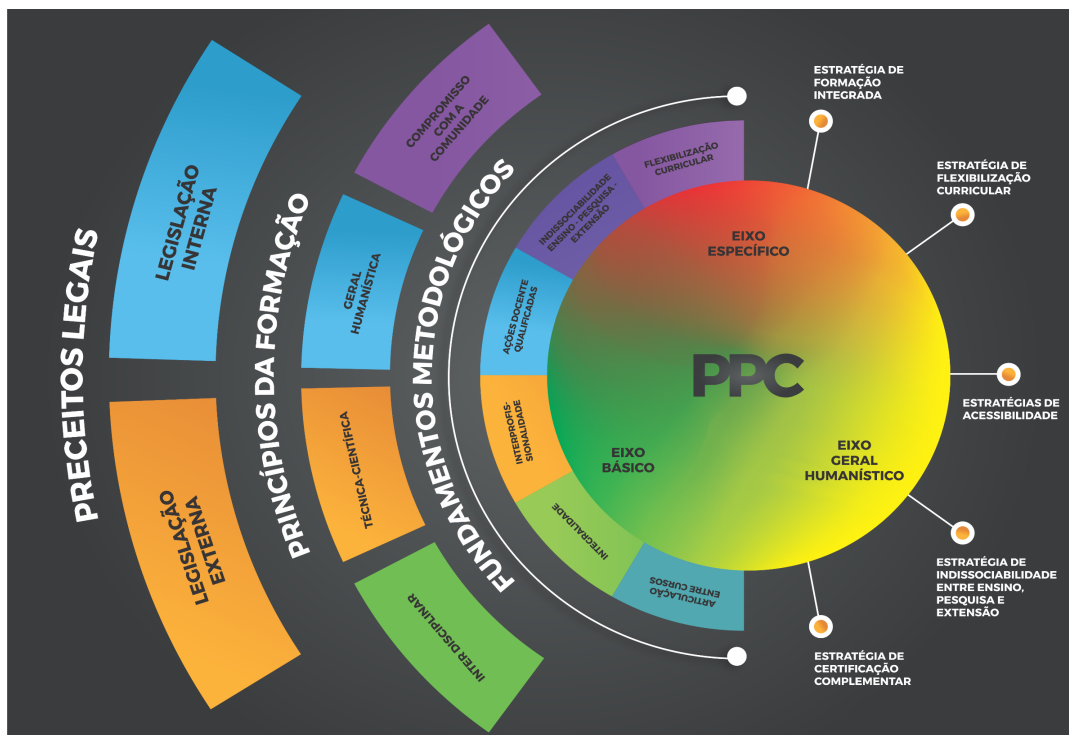 PRECEITOS LEGAIS
LEGISLAÇÃO
INTERNA
LEGISLAÇÃO
EXTERNA
PRINCÍPIOS DA FORMAÇÃO
COMPROMISSO
COM A
COMUNIDADE
GERAL
HUMANÍSTICA
TÉCNICA-CIENTÍFICA
INTER DISCIPLINAR
FUNDAMENTOS METODOLÓGICOS
FLEXIBILIZAÇÃO
CURRICULAR
INDISSOCIABILIDADE
ENSINO - PESQUISA -
EXTENSÃO
AÇÕES DOCENTE
QUALIFICADAS
INTERPROFIS-
SIONALIDADE
INTEGRALIDADE
ARTICULAÇÃO
ENTRE CURSOS
EIXO
ESPECÍFICO
PPC
EIXO
BÁSICO
EIXO
GERAL
HUMANÍSTICO
ESTRATÉGIA DE
FORMAÇÃO
INTEGRADA
ESTRATÉGIA DE
FLEXIBILIZAÇÃO
CURRICULAR
ESTRATÉGIAS DE
ACESSIBILIDADE
ESTRATÉGIA DE
INDISSOCIABILIDADE
ENTRE ENSINO,
PESQUISA E
EXTENSÃO
ESTRATÉGIA DE
CERTIFICAÇÃO
COMPLEMENTAR